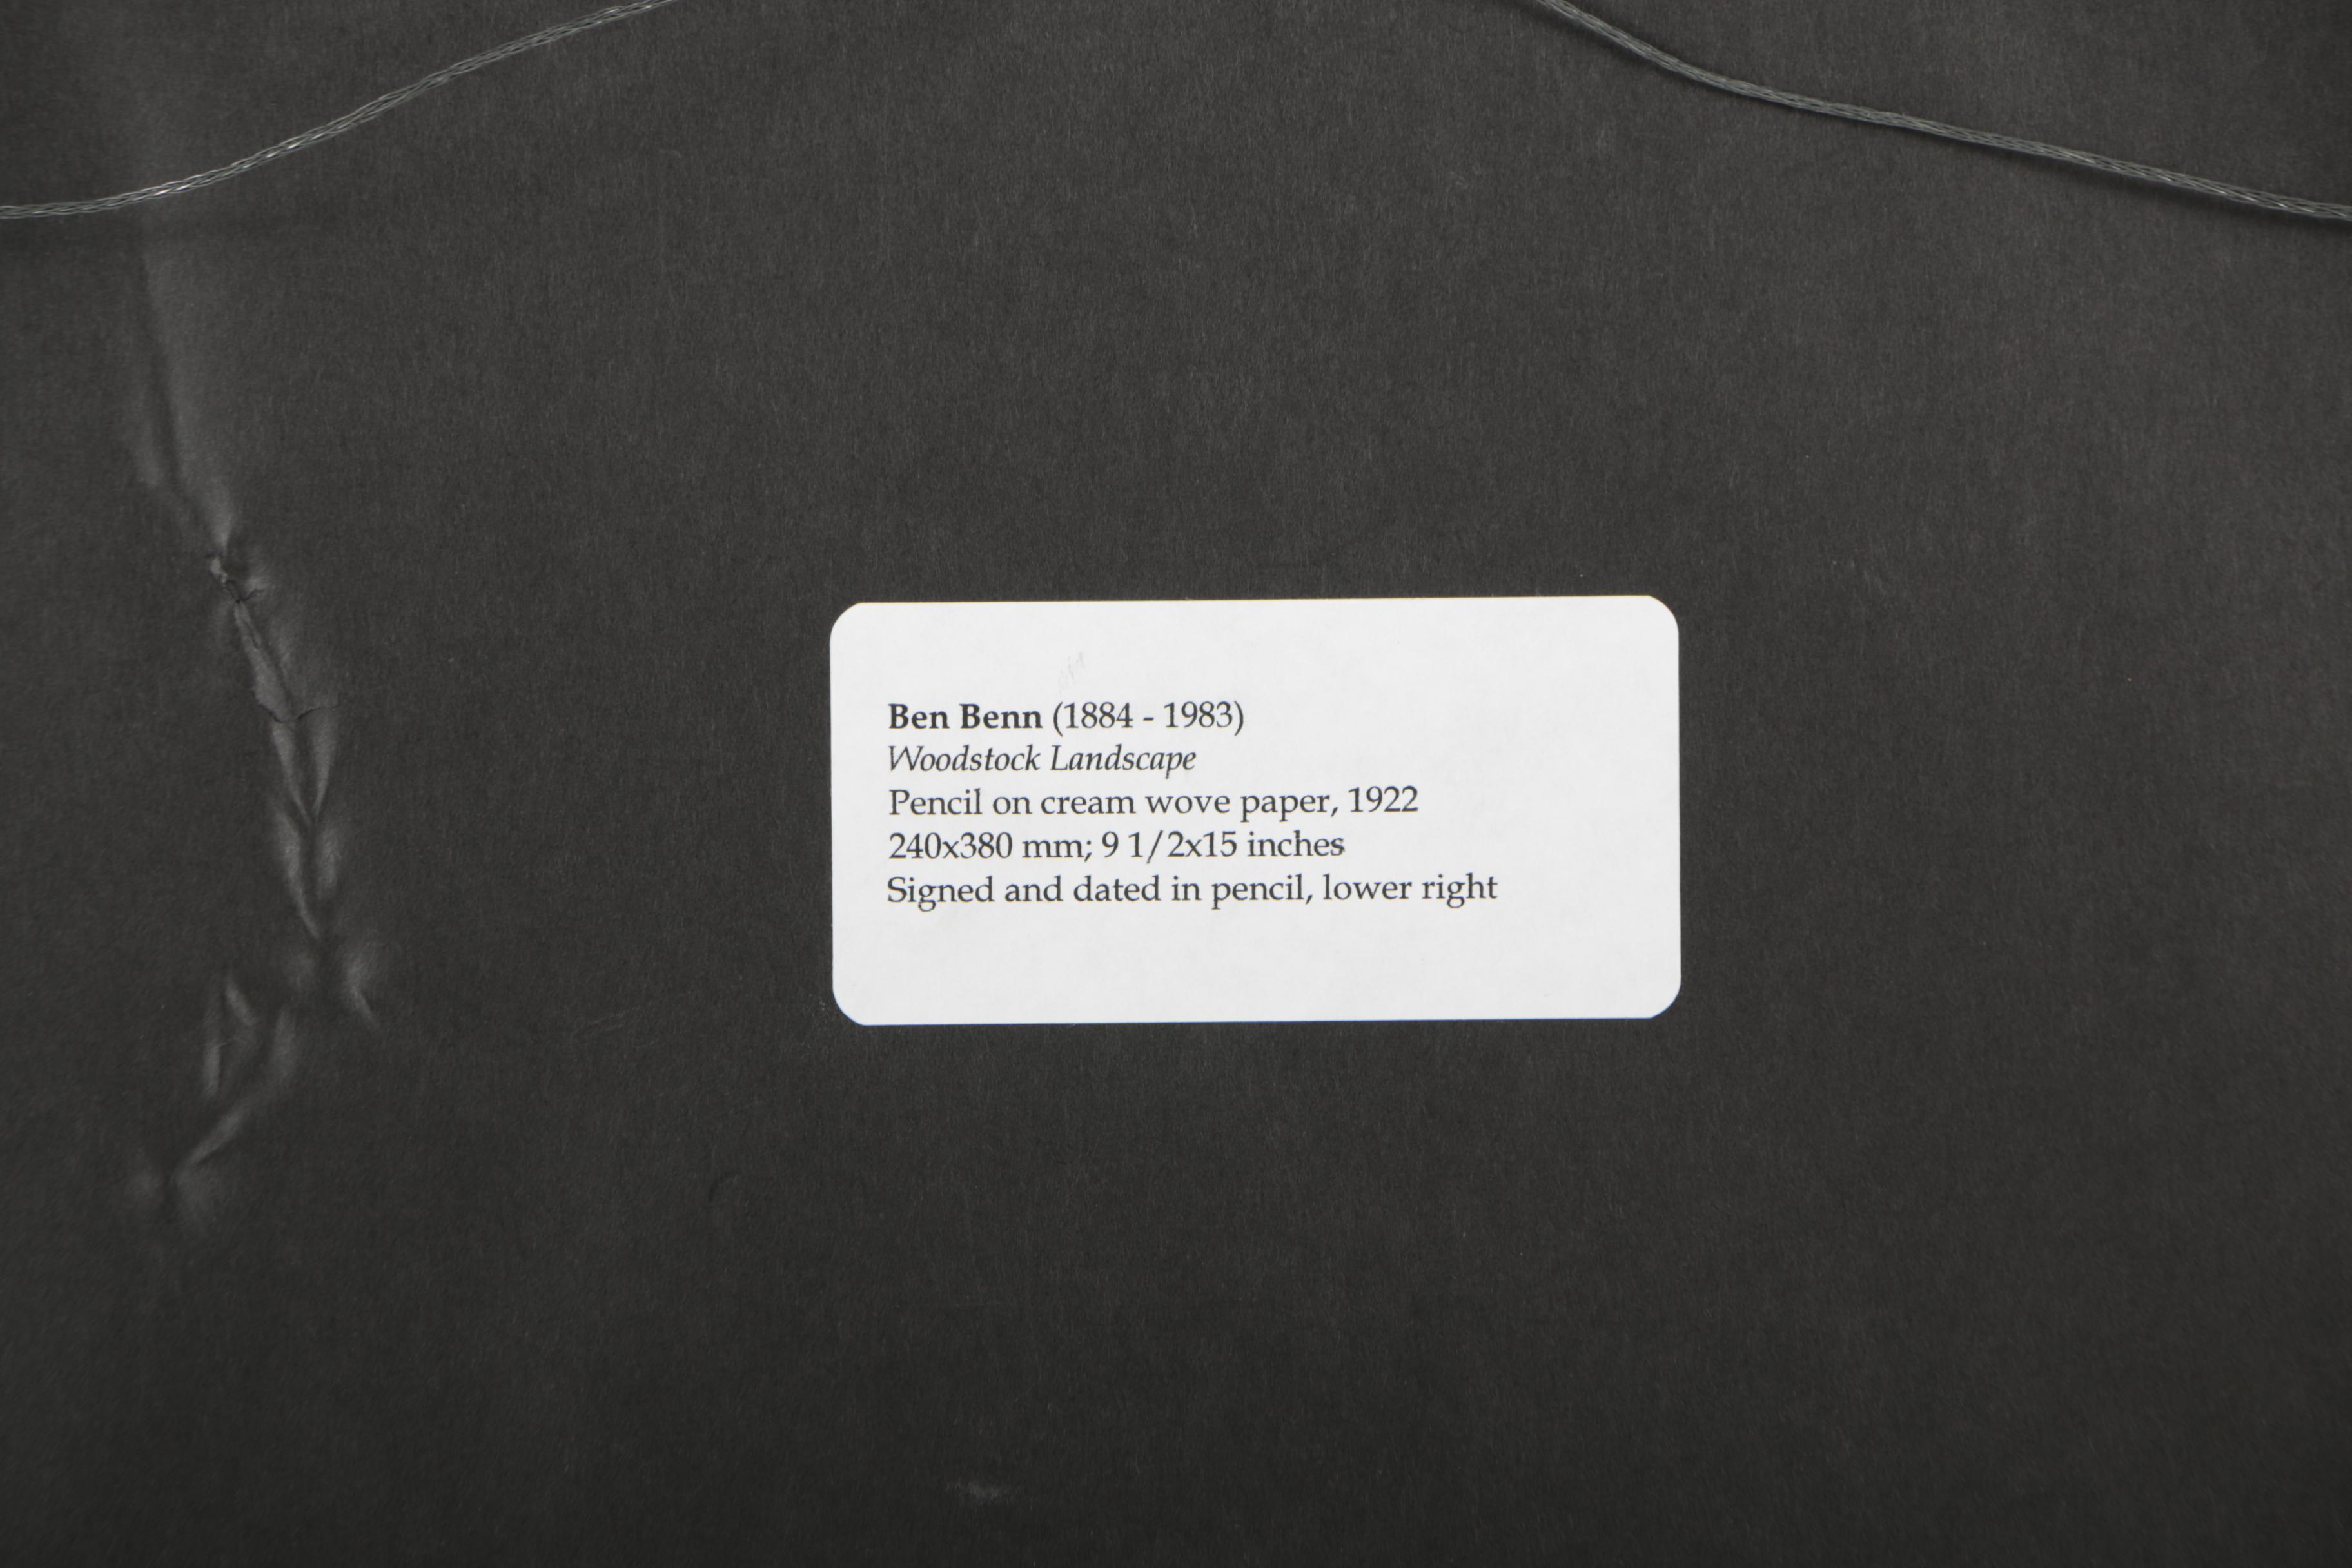 Ben Benn (1884 - 1983)
Woodstock Landscape
Pencil on cream wove paper, 1922
240x380 mm; 9 1/2x15 inches
Signed and dated in pencil, lower right